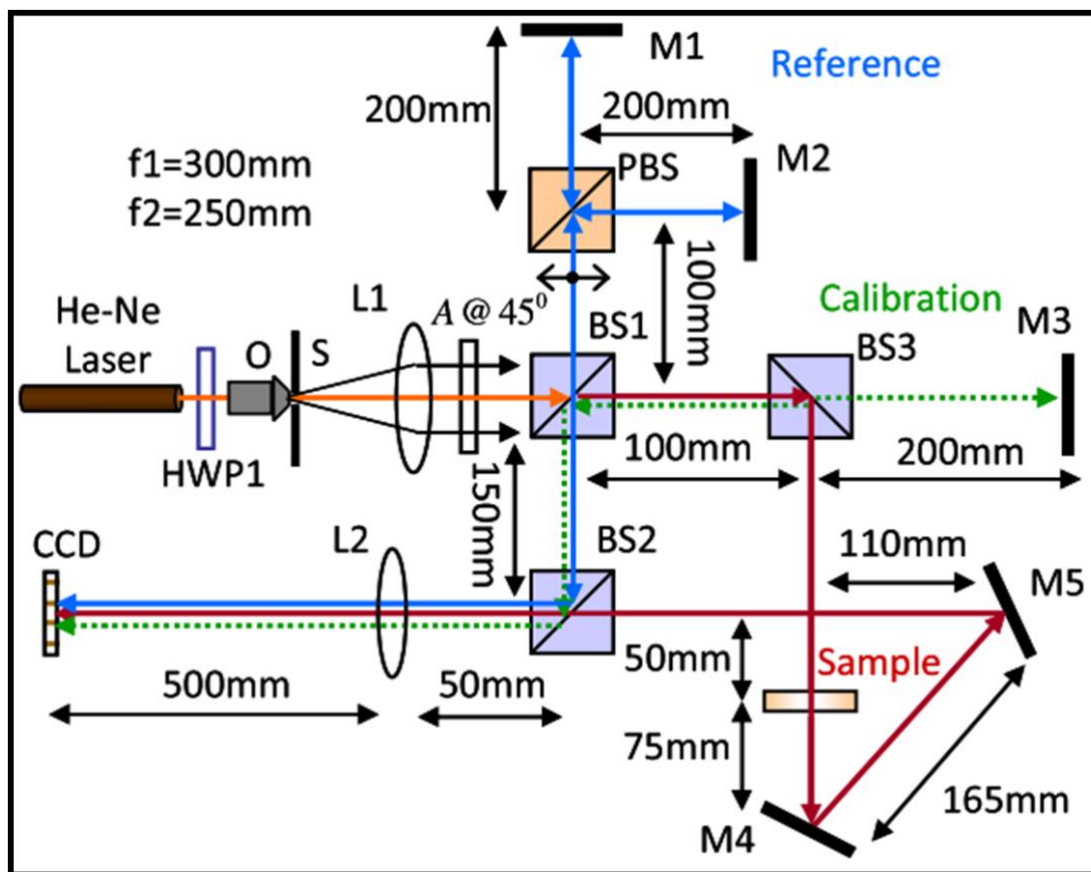 M1
Reference
200mm
200mm
M2
f1=300mm
f2=250mm
PBS
100mm
He-Ne
Laser
O
S
L1
A @ 45⁰
BS1
Calibration
M3
BS3
HWP1
150mm
100mm
200mm
CCD
L2
BS2
110mm
M5
50mm
Sample
500mm
50mm
75mm
165mm
M4